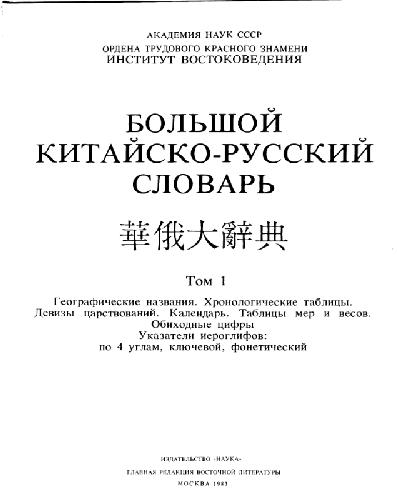 АКАДЕМИЯ НАУК СССР
ОРДЕНА ТРУДОВОГО КРАСНОГО ЗНАМЕНИ
ИНСТИТУТ ВОСТОКОВЕДЕНИЯ
БОЛЬШОЙ
КИТАЙСКО-РУССКИЙ
СЛОВАРЬ
華俄大辭典
Том 1
Географические названия. Хронологические таблицы.
Девизы царствований. Календарь. Таблицы мер и весов.
Обиходные цифры
Указатели иероглифов:
по 4 углам, ключевой, фонетический
ИЗДАТЕЛЬСТВО «НАУКА»
ГЛАВНАЯ РЕДАКЦИЯ ВОСТОЧНОЙ ЛИТЕРАТУРЫ
МОСКВА 1983